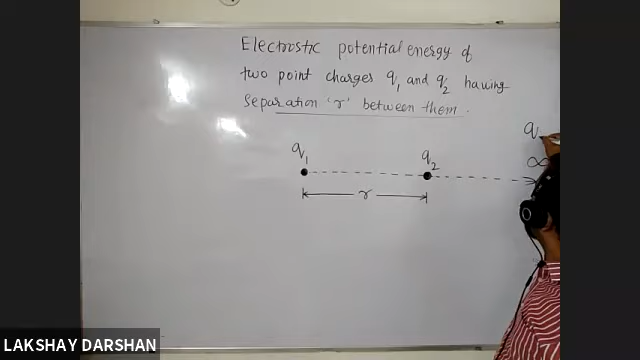 Electrostic potential energy of
two point charges q₁ and q₂ having
separation 'r' between them.
q
∞
q₁
q₂
r
LAKSHAY DARSHAN